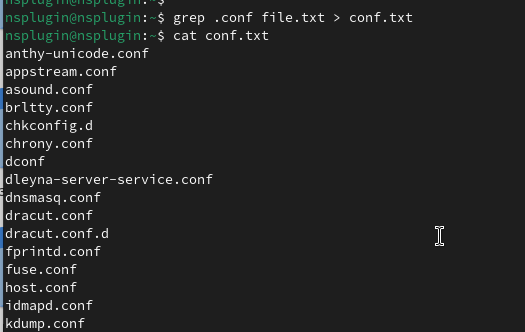 nsplugin@nsplugin:~$
nsplugin@nsplugin:~$ grep .conf file.txt > conf.txt
nsplugin@nsplugin:~$ cat conf.txt
anthy-unicode.conf
appstream.conf
asound.conf
brltty.conf
chkconfig.d
chrony.conf
dconf
dleyna-server-service.conf
dnsmasq.conf
dracut.conf
dracut.conf.d
fprintd.conf
fuse.conf
host.conf
idmapd.conf
kdump.conf